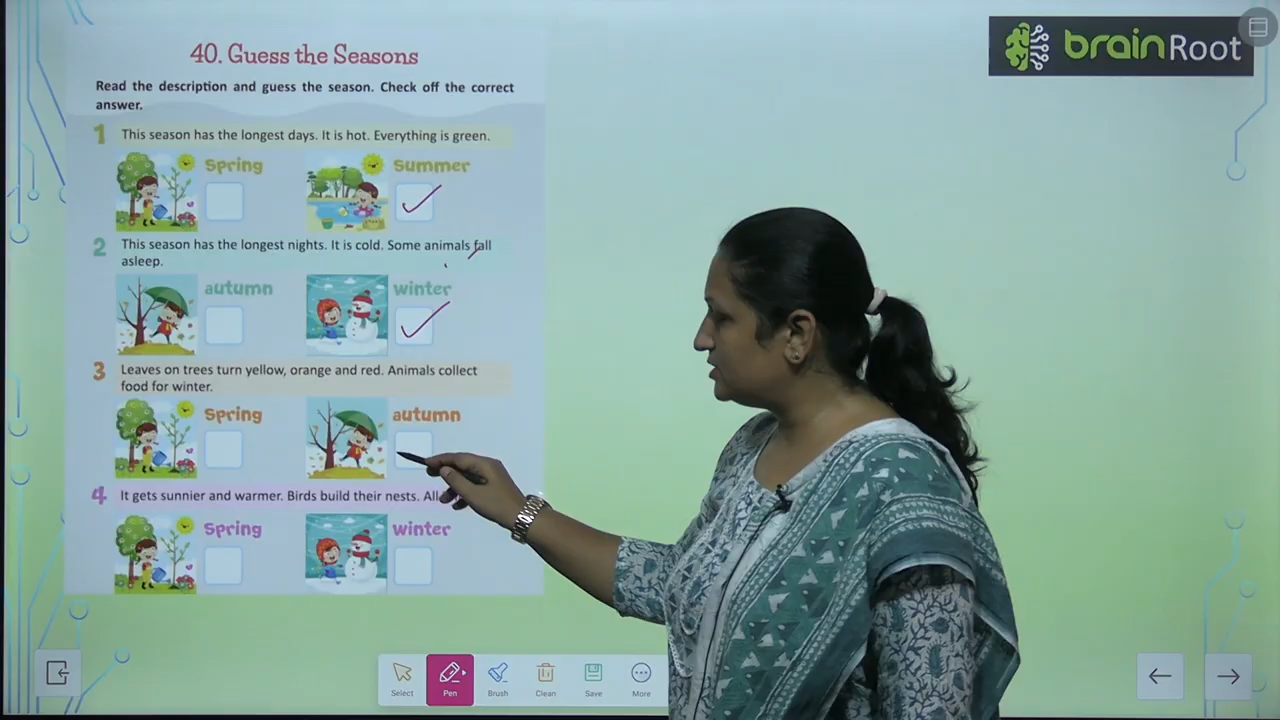 brainRoot
40. Guess the Seasons
Read the description and guess the season. Check off the correct
answer.
1 This season has the longest days. It is hot. Everything is green.
Spring
Summer
2 This season has the longest nights. It is cold. Some animals fall
asleep.
autumn
winter
3 Leaves on trees turn yellow, orange and red. Animals collect
food for winter.
Spring
autumn
4 It gets sunnier and warmer. Birds build their nests. All
Spring
winter
Select
Pen
Brush
Clean
Save
More